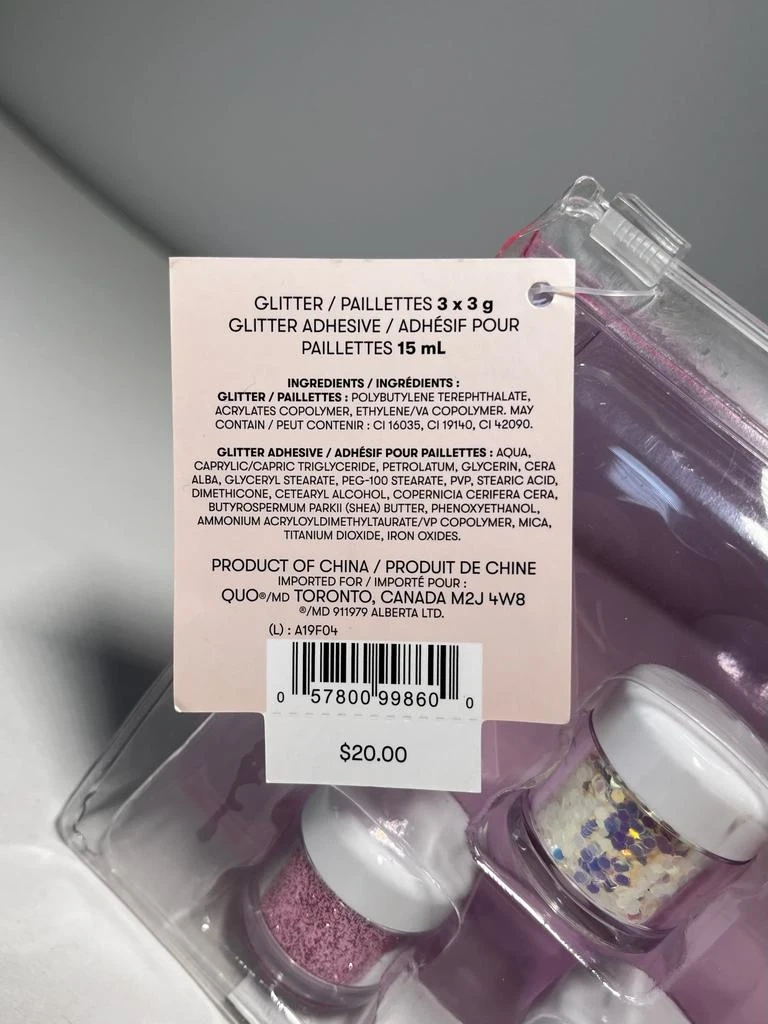 GLITTER / PAILLETTES 3 x 3 g
GLITTER ADHESIVE / ADHÉSIF POUR
PAILLETTES 15 mL
INGREDIENTS / INGRÉDIENTS :
GLITTER / PAILLETTES : POLYBUTYLENE TEREPHTHALATE,
ACRYLATES COPOLYMER, ETHYLENE/VA COPOLYMER. MAY
CONTAIN / PEUT CONTENIR : CI 16035, CI 19140, CI 42090.
GLITTER ADHESIVE / ADHÉSIF POUR PAILLETTES : AQUA,
CAPRYLIC/CAPRIC TRIGLYCERIDE, PETROLATUM, GLYCERIN, CERA
ALBA, GLYCERYL STEARATE, PEG-100 STEARATE, PVP, STEARIC ACID,
DIMETHICONE, CETEARYL ALCOHOL, COPERNICIA CERIFERA CERA,
BUTYROSPERMUM PARKII (SHEA) BUTTER, PHENOXYETHANOL,
AMMONIUM ACRYLOYLDIMETHYLTAURATE/VP COPOLYMER, MICA,
TITANIUM DIOXIDE, IRON OXIDES.
PRODUCT OF CHINA / PRODUIT DE CHINE
IMPORTED FOR / IMPORTÉ POUR :
QUO®/MD TORONTO, CANADA M2J 4W8
®/MD 911979 ALBERTA LTD.
(L) : A19F04
0 57800 99860 0
$20.00